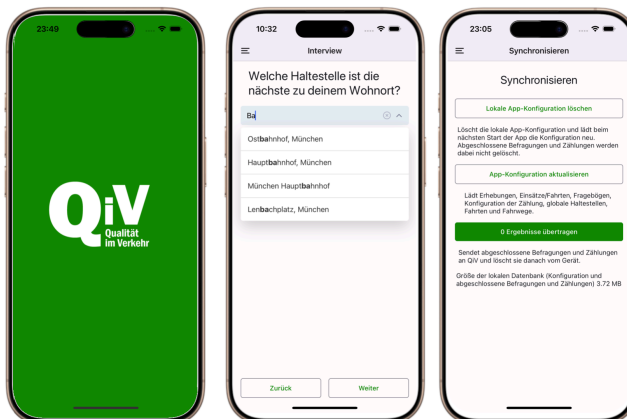 23:49
QiV
Qualität
im Verkehr
10:32
Interview
Welche Haltestelle ist die
nächste zu deinem Wohnort?
Ba
Ostbahnhof, München
Hauptbahnhof, München
München Hauptbahnhof
Lenbachplatz, München
Zurück
Weiter
23:05
Synchronisieren
Synchronisieren
Lokale App-Konfiguration löschen
Löscht die lokale App-Konfiguration und lädt beim
nächsten Start der App die Konfiguration neu.
Abgeschlossene Befragungen und Zählungen werden
dabei nicht gelöscht.
App-Konfiguration aktualisieren
Lädt Erhebungen, Einsätze/Fahrten, Fragebögen,
Konfiguration der Zählung, globale Haltestellen,
Fahrten und Fahrwege.
0 Ergebnisse übertragen
Sendet abgeschlossene Befragungen und Zählungen
an QiV und löscht sie danach vom Gerät.
Größe der lokalen Datenbank (Konfiguration und
abgeschlossene Befragungen und Zählungen) 3.72 MB